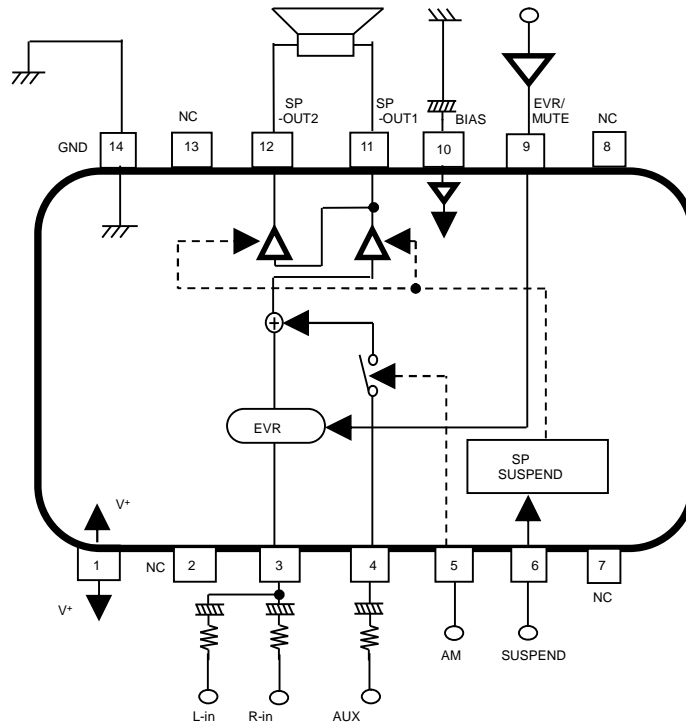 SP
-OUT2
SP
-OUT1
BIAS
EVR/
MUTE
NC
NC
GND
14
13
12
11
10
9
8
+
EVR
SP
SUSPEND
V+
1
NC
2
3
4
5
6
7
NC
V+
AM
SUSPEND
L-in
R-in
AUX